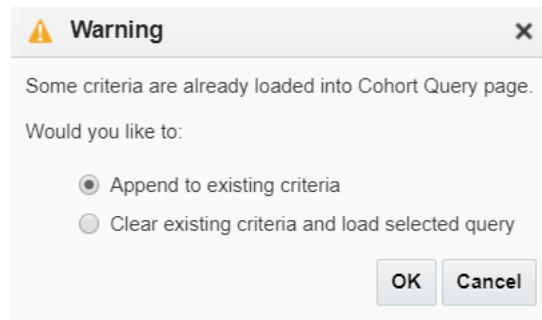 Warning
Some criteria are already loaded into Cohort Query page.
Would you like to:
Append to existing criteria
Clear existing criteria and load selected query
OK Cancel